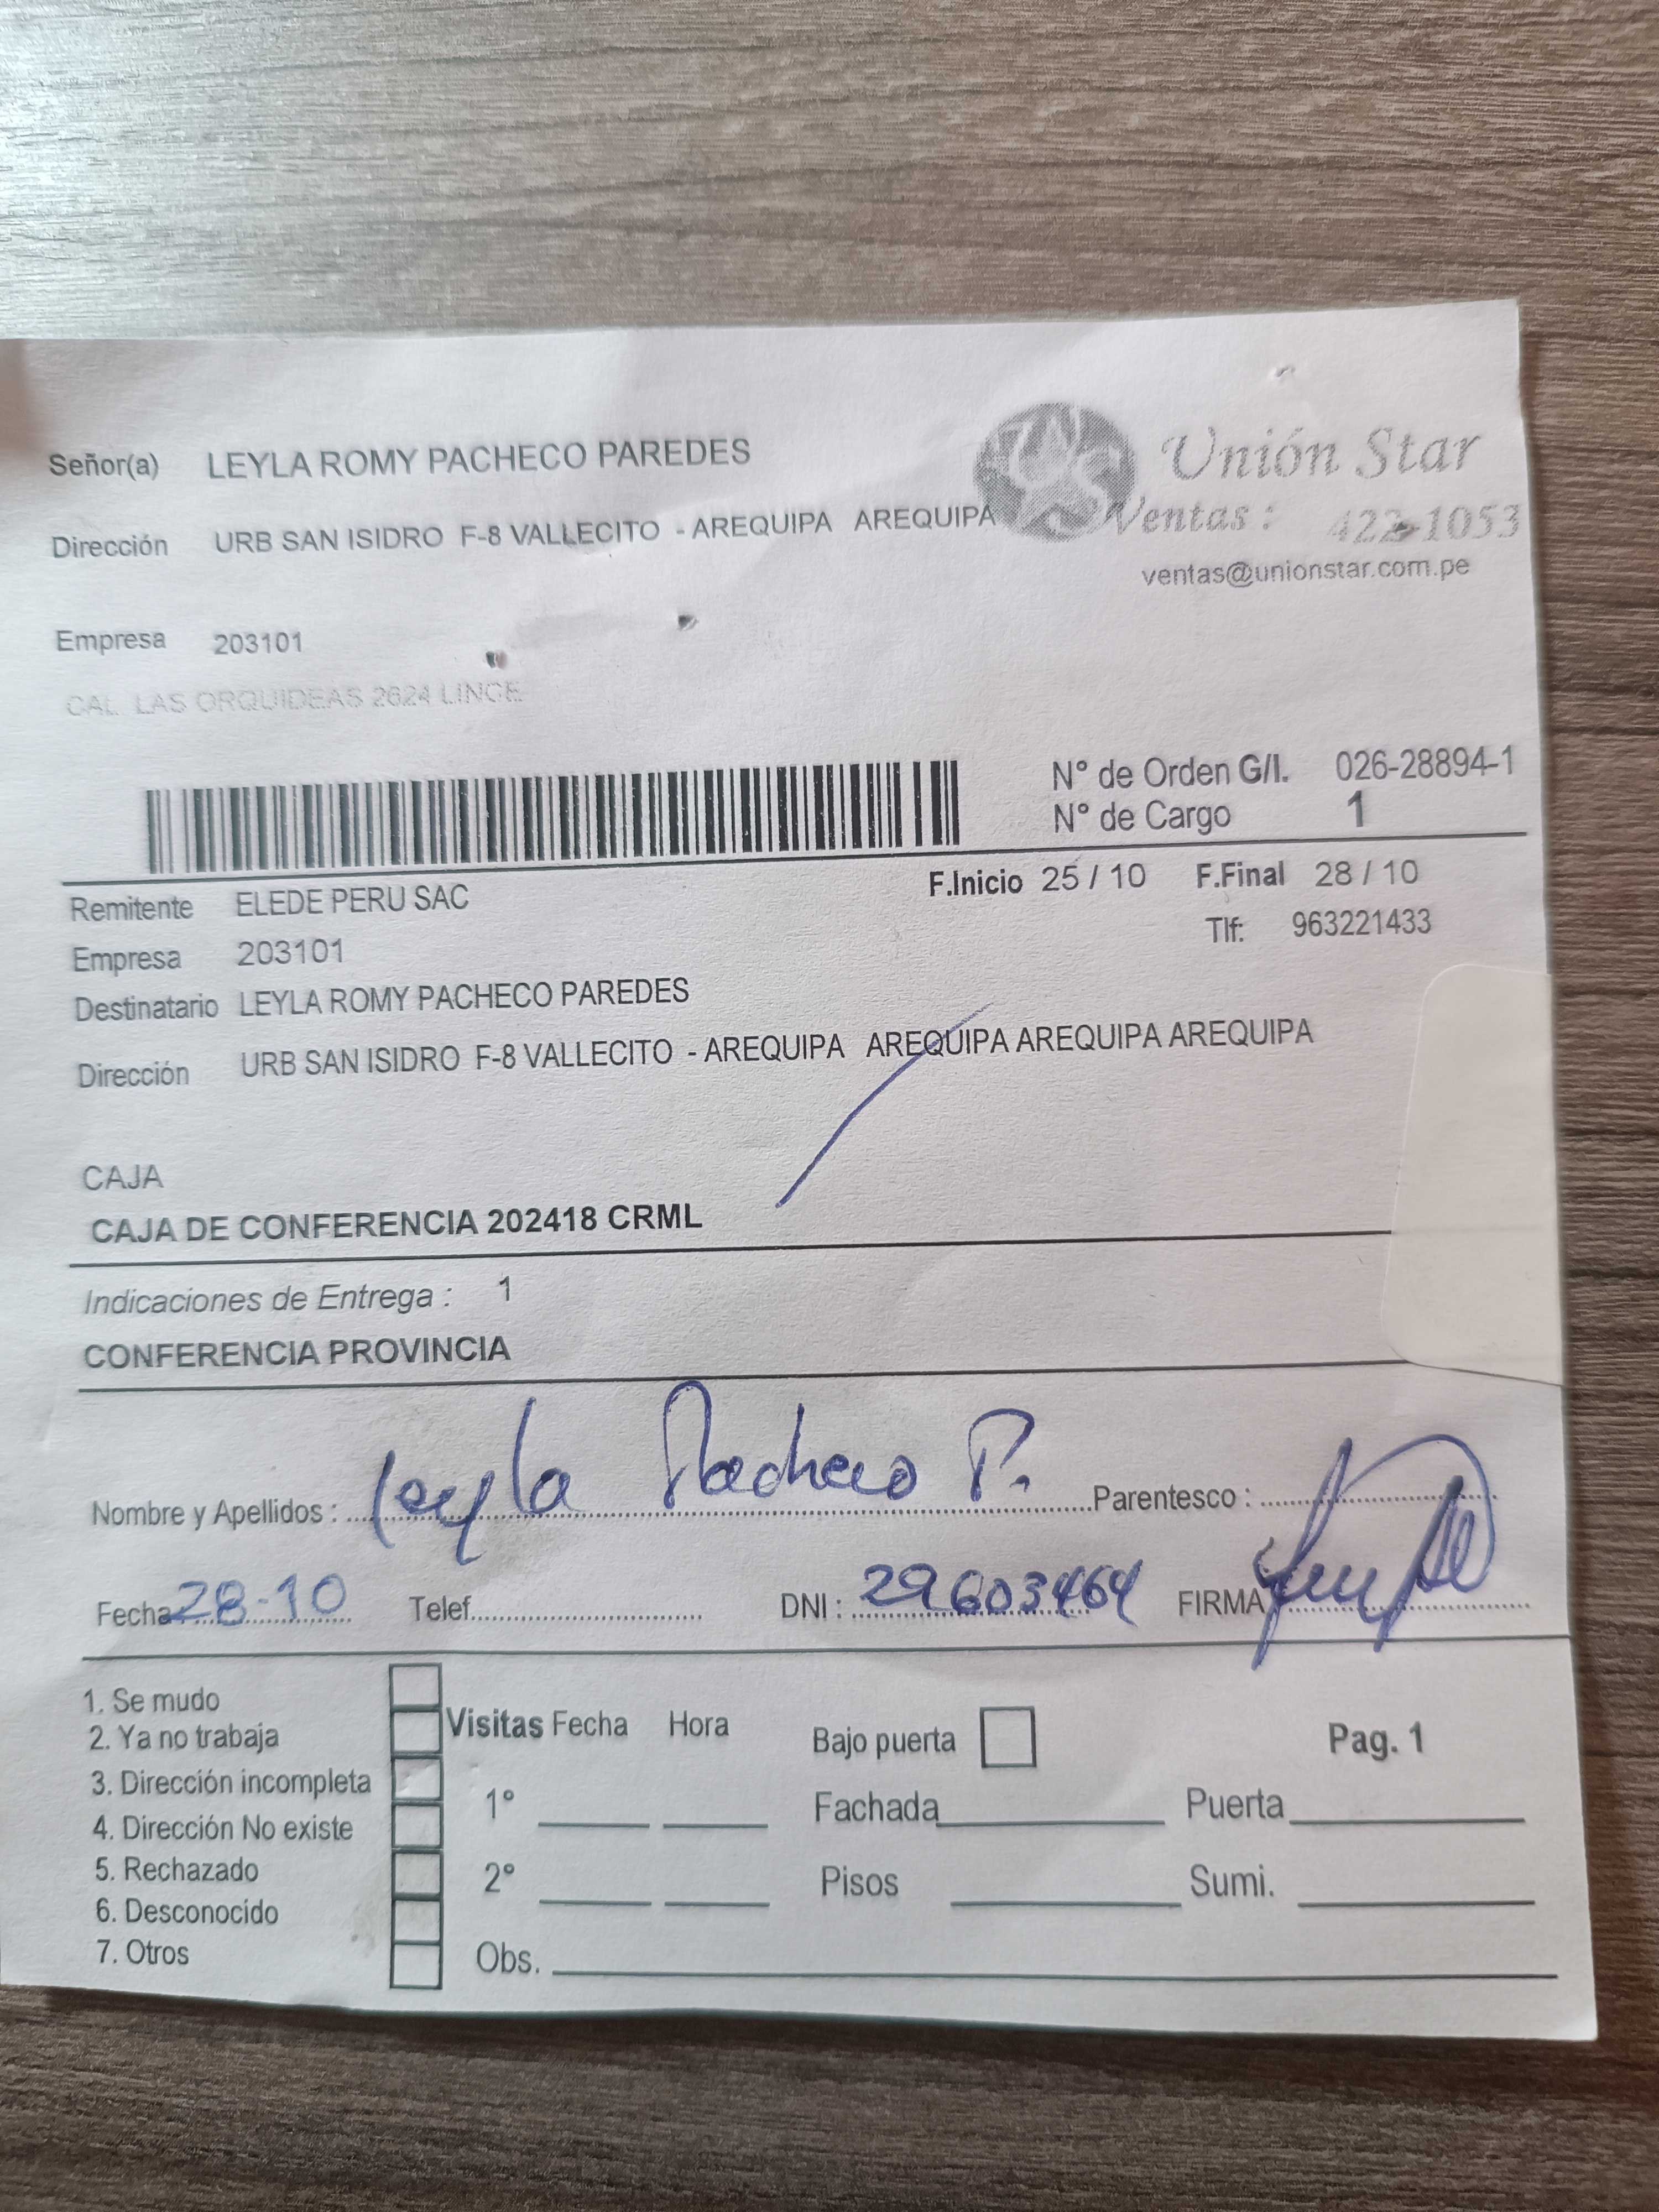 Señor(a) LEYLA ROMY PACHECO PAREDES
Unión Star
Dirección URB SAN ISIDRO F-8 VALLECITO - AREQUIPA AREQUIPA
Ventas : 422-1053
ventas@unionstar.com.pe
Empresa 203101
CAL. LAS ORQUIDEAS 2624 LINCE
N° de Orden G/I. 026-28894-1
N° de Cargo 1
F.Inicio 25 / 10 F.Final 28 / 10
Remitente ELEDE PERU SAC
Tlf: 963221433
Empresa 203101
Destinatario LEYLA ROMY PACHECO PAREDES
Dirección URB SAN ISIDRO F-8 VALLECITO - AREQUIPA AREQUIPA AREQUIPA AREQUIPA
CAJA
CAJA DE CONFERENCIA 202418 CRML
Indicaciones de Entrega : 1
CONFERENCIA PROVINCIA
Nombre y Apellidos : Leyla Pacheco P. Parentesco :
Fecha 28-10 Telef. DNI : 29603464 FIRMA
1. Se mudo
2. Ya no trabaja
3. Dirección incompleta
4. Dirección No existe
5. Rechazado
6. Desconocido
7. Otros
Visitas Fecha Hora
1°
2°
Obs.
Bajo puerta Pag. 1
Fachada Puerta
Pisos Sumi.